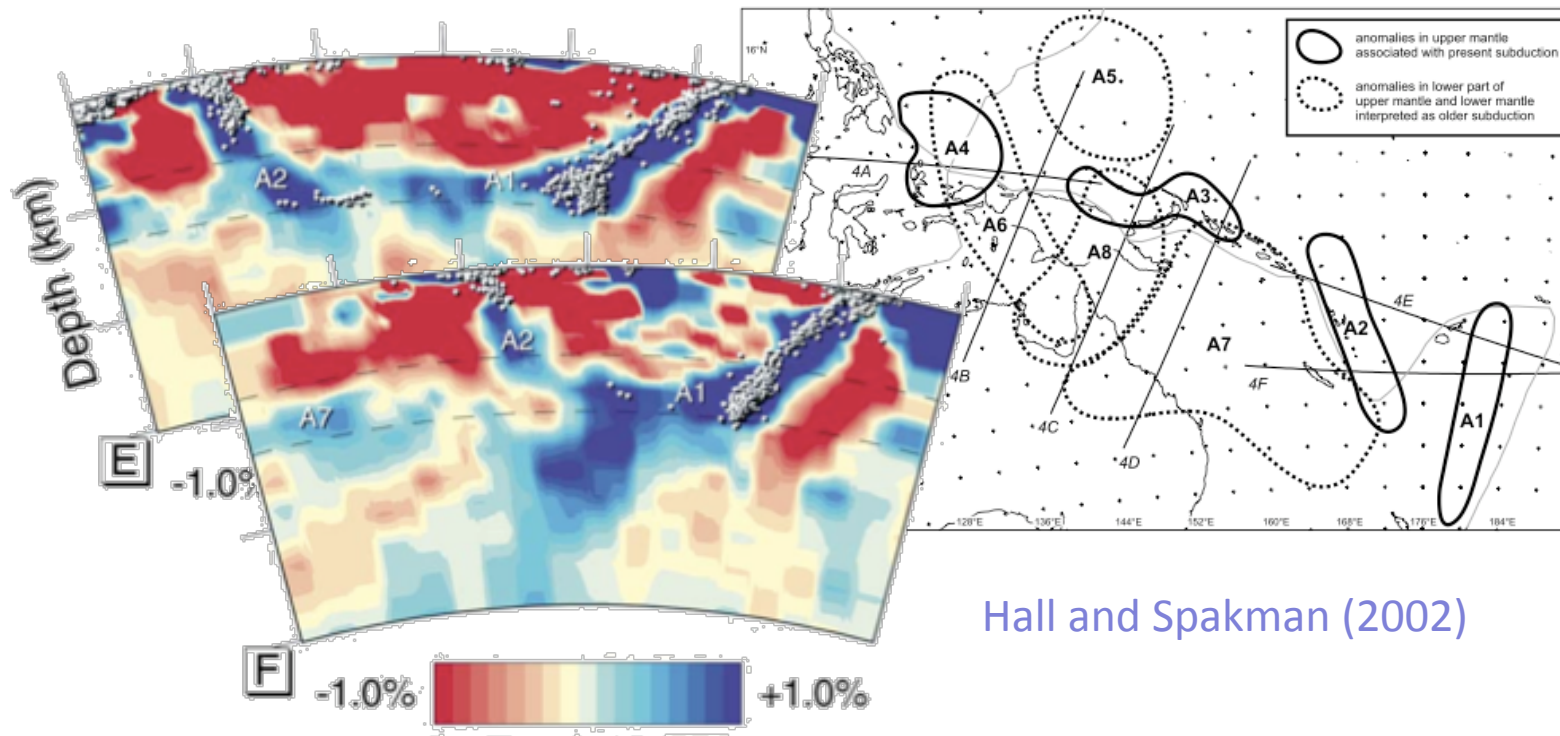 Depth (km)
A2
A1
E
-1.0%
A2
A1
A7
F
-1.0%
+1.0%
16°N
anomalies in upper mantle
associated with present subduction
anomalies in lower part of
upper mantle and lower mantle
interpreted as older subduction
A5
A4
4A
A3
A6
A8
4E
A2
A7
4B
4F
4C
A1
4D
128°E
136°E
144°E
152°E
160°E
168°E
176°E
184°E
Hall and Spakman (2002)